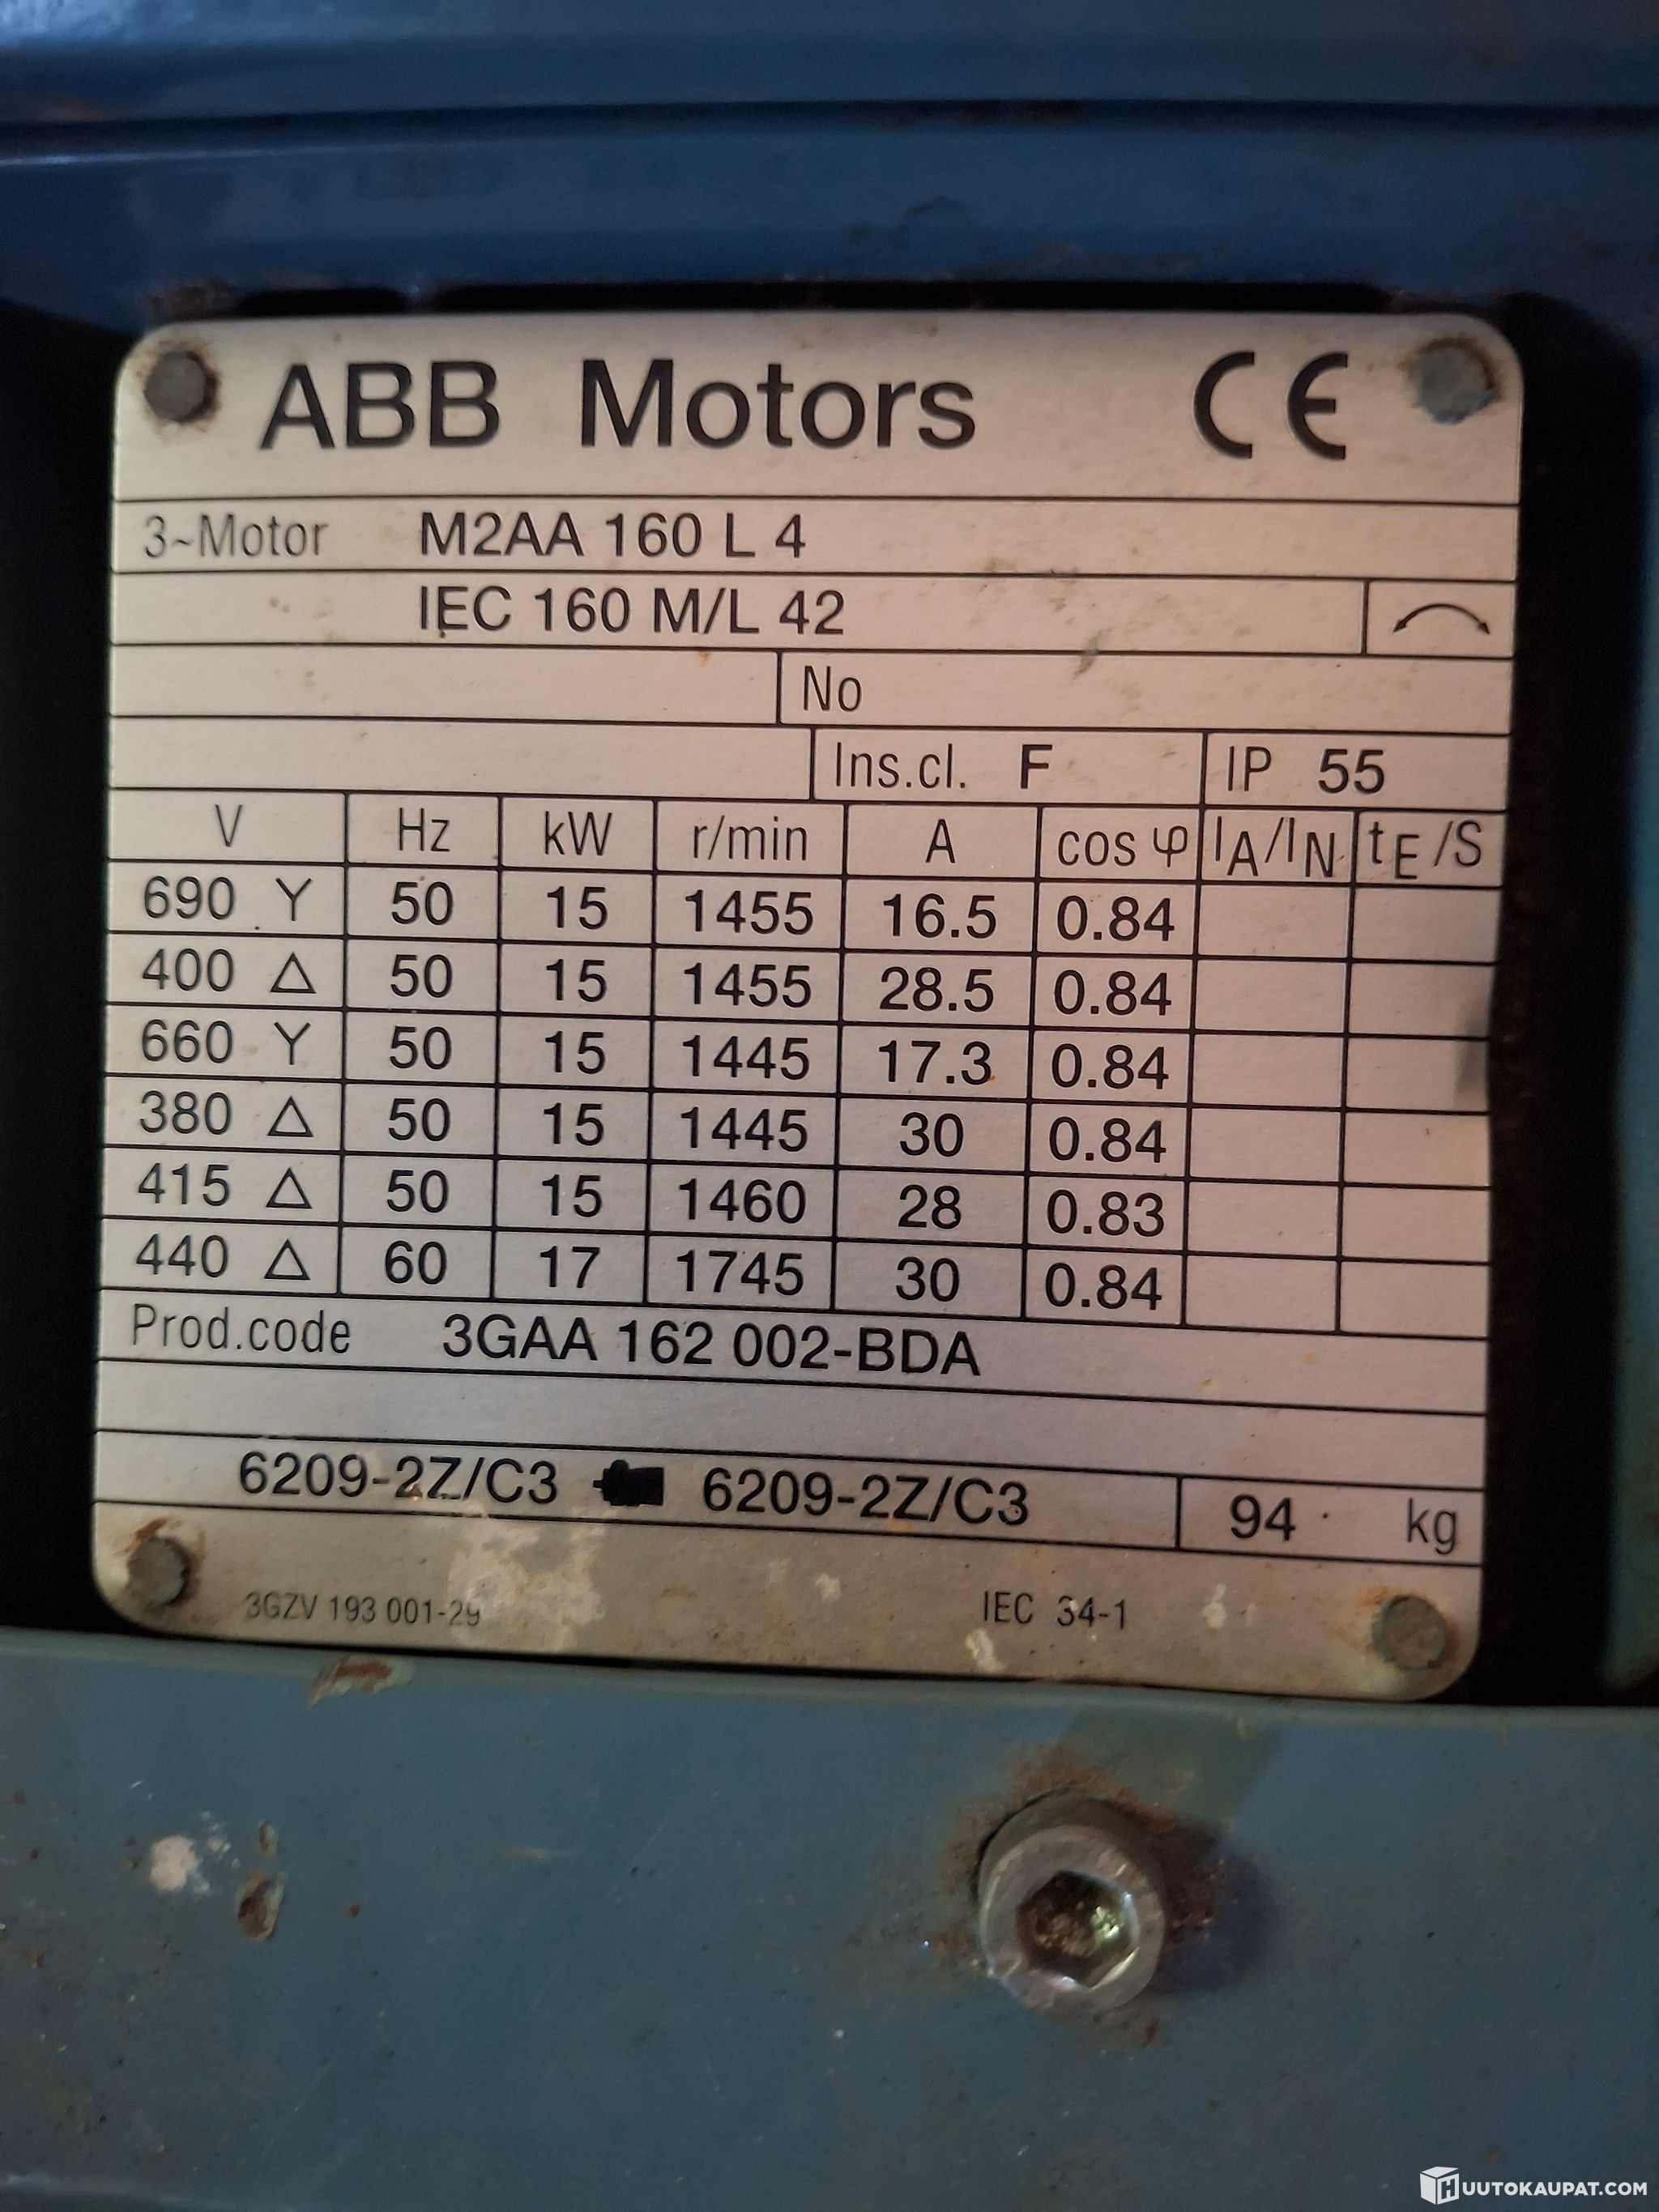 ABB Motors CE
3~Motor M2AA 160 L 4
IEC 160 M/L 42
No
Ins.cl. F IP 55
V Hz kW r/min A cos φ IA/IN tE/S
690 Y 50 15 1455 16.5 0.84
400 Δ 50 15 1455 28.5 0.84
660 Y 50 15 1445 17.3 0.84
380 Δ 50 15 1445 30 0.84
415 Δ 50 15 1460 28 0.83
440 Δ 60 17 1745 30 0.84
Prod.code 3GAA 162 002-BDA
6209-2Z/C3 6209-2Z/C3 94 kg
3GZV 193 001-29 IEC 34-1
HUUTOKAUPAT.COM